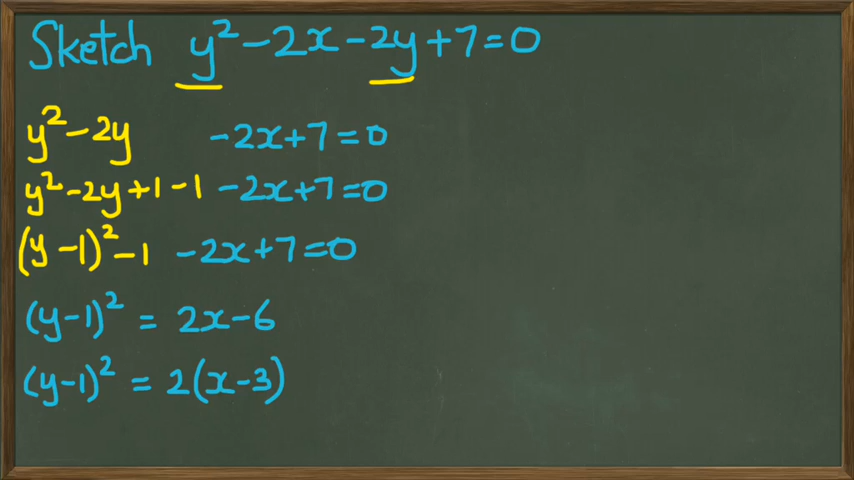 Sketch y² - 2x - 2y + 7 = 0
y² - 2y - 2x + 7 = 0
y² - 2y + 1 - 1 - 2x + 7 = 0
(y - 1)² - 1 - 2x + 7 = 0
(y - 1)² = 2x - 6
(y - 1)² = 2(x - 3)